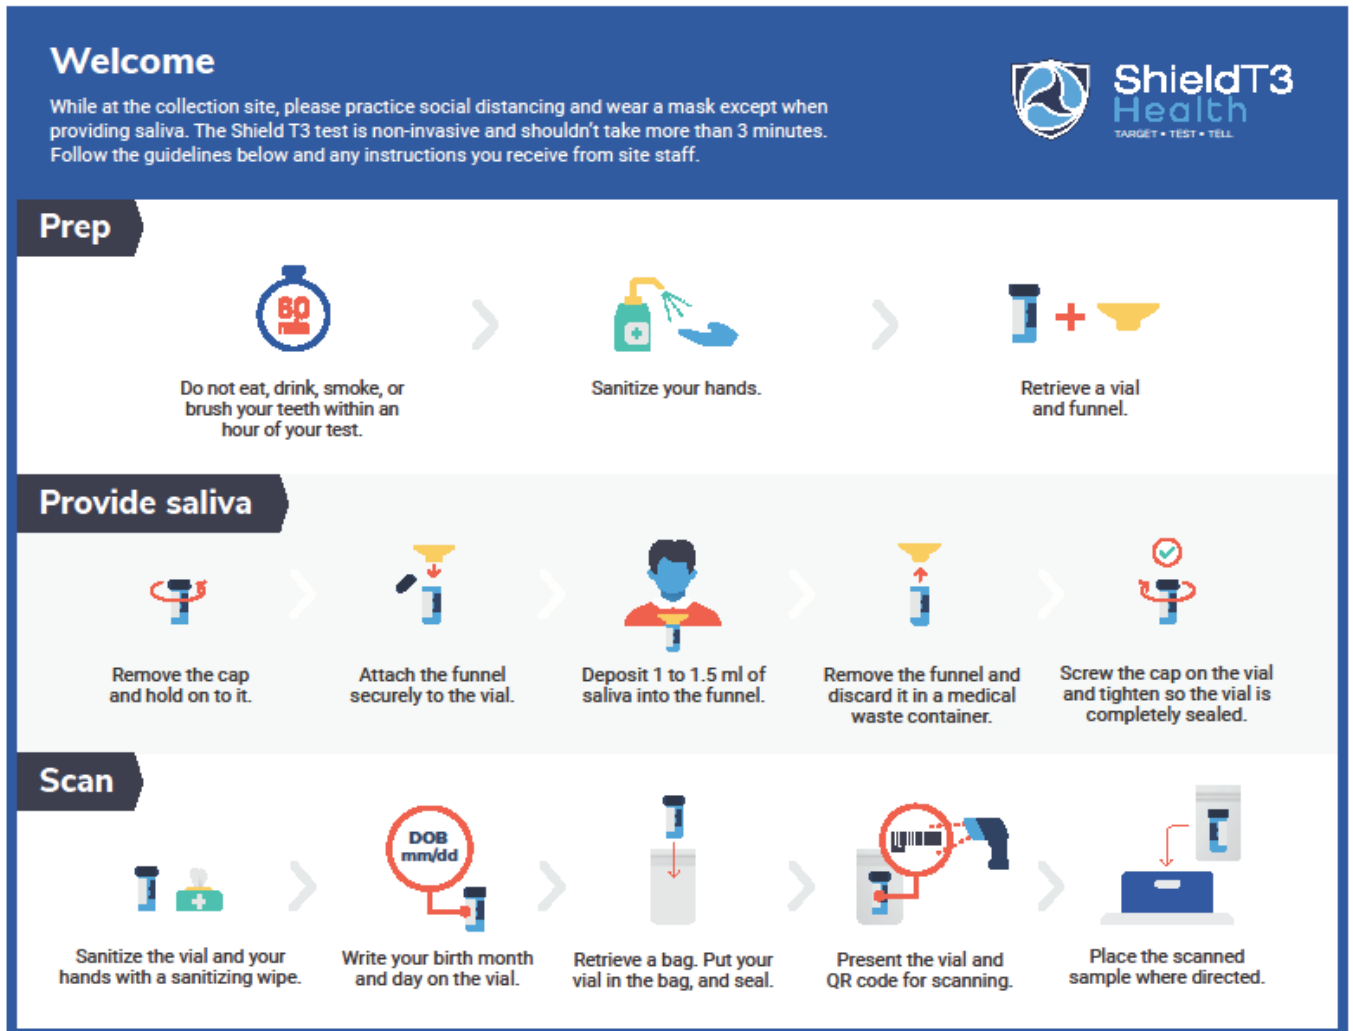 Welcome
While at the collection site, please practice social distancing and wear a mask except when
providing saliva. The Shield T3 test is non-invasive and shouldn't take more than 3 minutes.
Follow the guidelines below and any instructions you receive from site staff.
ShieldT3
Health
TARGET • TEST • TELL
Prep
60
min
Do not eat, drink, smoke, or
brush your teeth within an
hour of your test.
Sanitize your hands.
Retrieve a vial
and funnel.
Provide saliva
Remove the cap
and hold on to it.
Attach the funnel
securely to the vial.
Deposit 1 to 1.5 ml of
saliva into the funnel.
Remove the funnel and
discard it in a medical
waste container.
Screw the cap on the vial
and tighten so the vial is
completely sealed.
Scan
DOB
mm/dd
Sanitize the vial and your
hands with a sanitizing wipe.
Write your birth month
and day on the vial.
Retrieve a bag. Put your
vial in the bag, and seal.
Present the vial and
QR code for scanning.
Place the scanned
sample where directed.